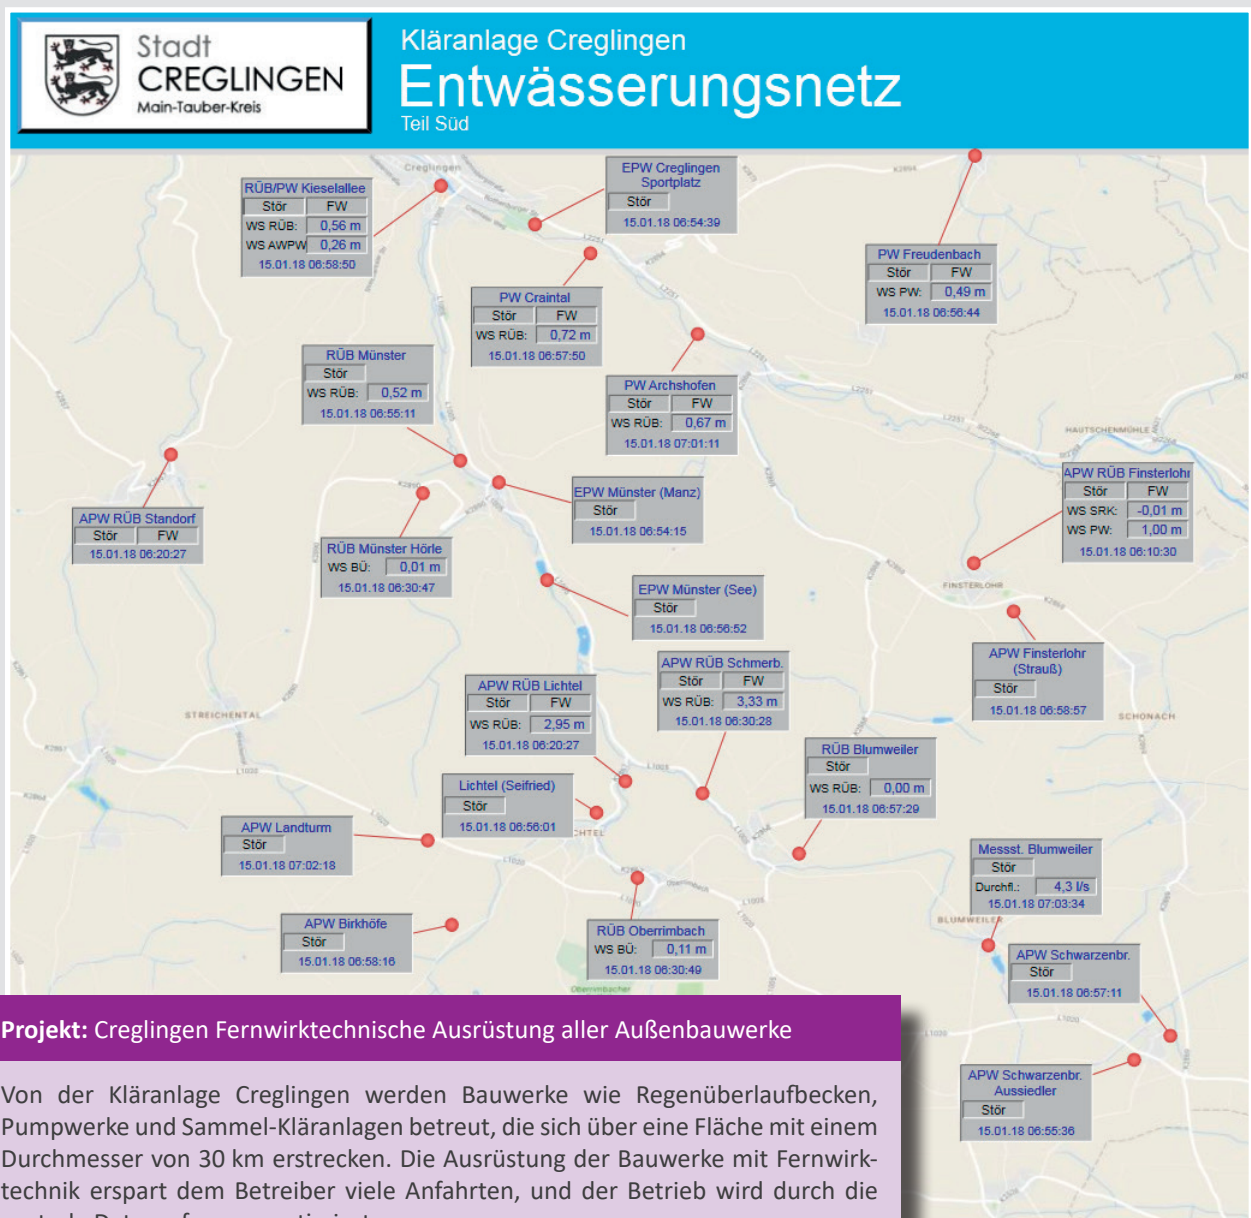 Stadt
CREGLINGEN
Main-Tauber-Kreis
Kläranlage Creglingen
Entwässerungsnetz
Teil Süd
Creglingen
RÜB/PW Kieselallee
Stör FW
WS RÜB: 0,56 m
WS AWPW 0,26 m
15.01.18 06:58:50
EPW Creglingen
Sportplatz
Stör
15.01.18 06:54:39
PW Freudenbach
Stör FW
WS PW: 0,49 m
15.01.18 06:56:44
PW Craintal
Stör FW
WS RÜB: 0,72 m
15.01.18 06:57:50
RÜB Münster
Stör
WS RÜB: 0,52 m
15.01.18 06:55:11
PW Archshofen
Stör FW
WS RÜB: 0,67 m
15.01.18 07:01:11
HAUTSCHENMÜHLE
APW RÜB Finsterlohr
Stör FW
WS SRK: -0,01 m
WS PW: 1,00 m
15.01.18 06:10:30
APW RÜB Standorf
Stör FW
15.01.18 06:20:27
EPW Münster (Manz)
Stör
15.01.18 06:54:15
RÜB Münster Hörle
WS BÜ: 0,01 m
15.01.18 06:30:47
EPW Münster (See)
Stör
15.01.18 06:56:52
FINSTERLOHR
APW Finsterlohr
(Strauß)
Stör
15.01.18 06:58:57
APW RÜB Schmerb.
Stör FW
WS RÜB: 3,33 m
15.01.18 06:30:28
APW RÜB Lichtel
Stör FW
WS RÜB: 2,95 m
15.01.18 06:20:27
STREICHENTAL
SCHONACH
RÜB Blumweiler
Stör
WS RÜB: 0,00 m
15.01.18 06:57:29
Lichtel (Seifried)
Stör
15.01.18 06:56:01
CHTEL
APW Landturm
Stör
15.01.18 07:02:18
Messst. Blumweiler
Stör
Durchfl.: 4,3 l/s
15.01.18 07:03:34
Oberrimbach
BLUMWEILER
APW Birkhöfe
Stör
15.01.18 06:58:16
RÜB Oberrimbach
WS BÜ: 0,11 m
15.01.18 06:30:49
Oberrimbacher
APW Schwarzenbr.
Stör
15.01.18 06:57:11
APW Schwarzenbr.
Aussiedler
Stör
15.01.18 06:55:36
Projekt: Creglingen Fernwirktechnische Ausrüstung aller Außenbauwerke
Von der Kläranlage Creglingen werden Bauwerke wie Regenüberlaufbecken,
Pumpwerke und Sammel-Kläranlagen betreut, die sich über eine Fläche mit einem
Durchmesser von 30 km erstrecken. Die Ausrüstung der Bauwerke mit Fernwirk-
technik erspart dem Betreiber viele Anfahrten, und der Betrieb wird durch die